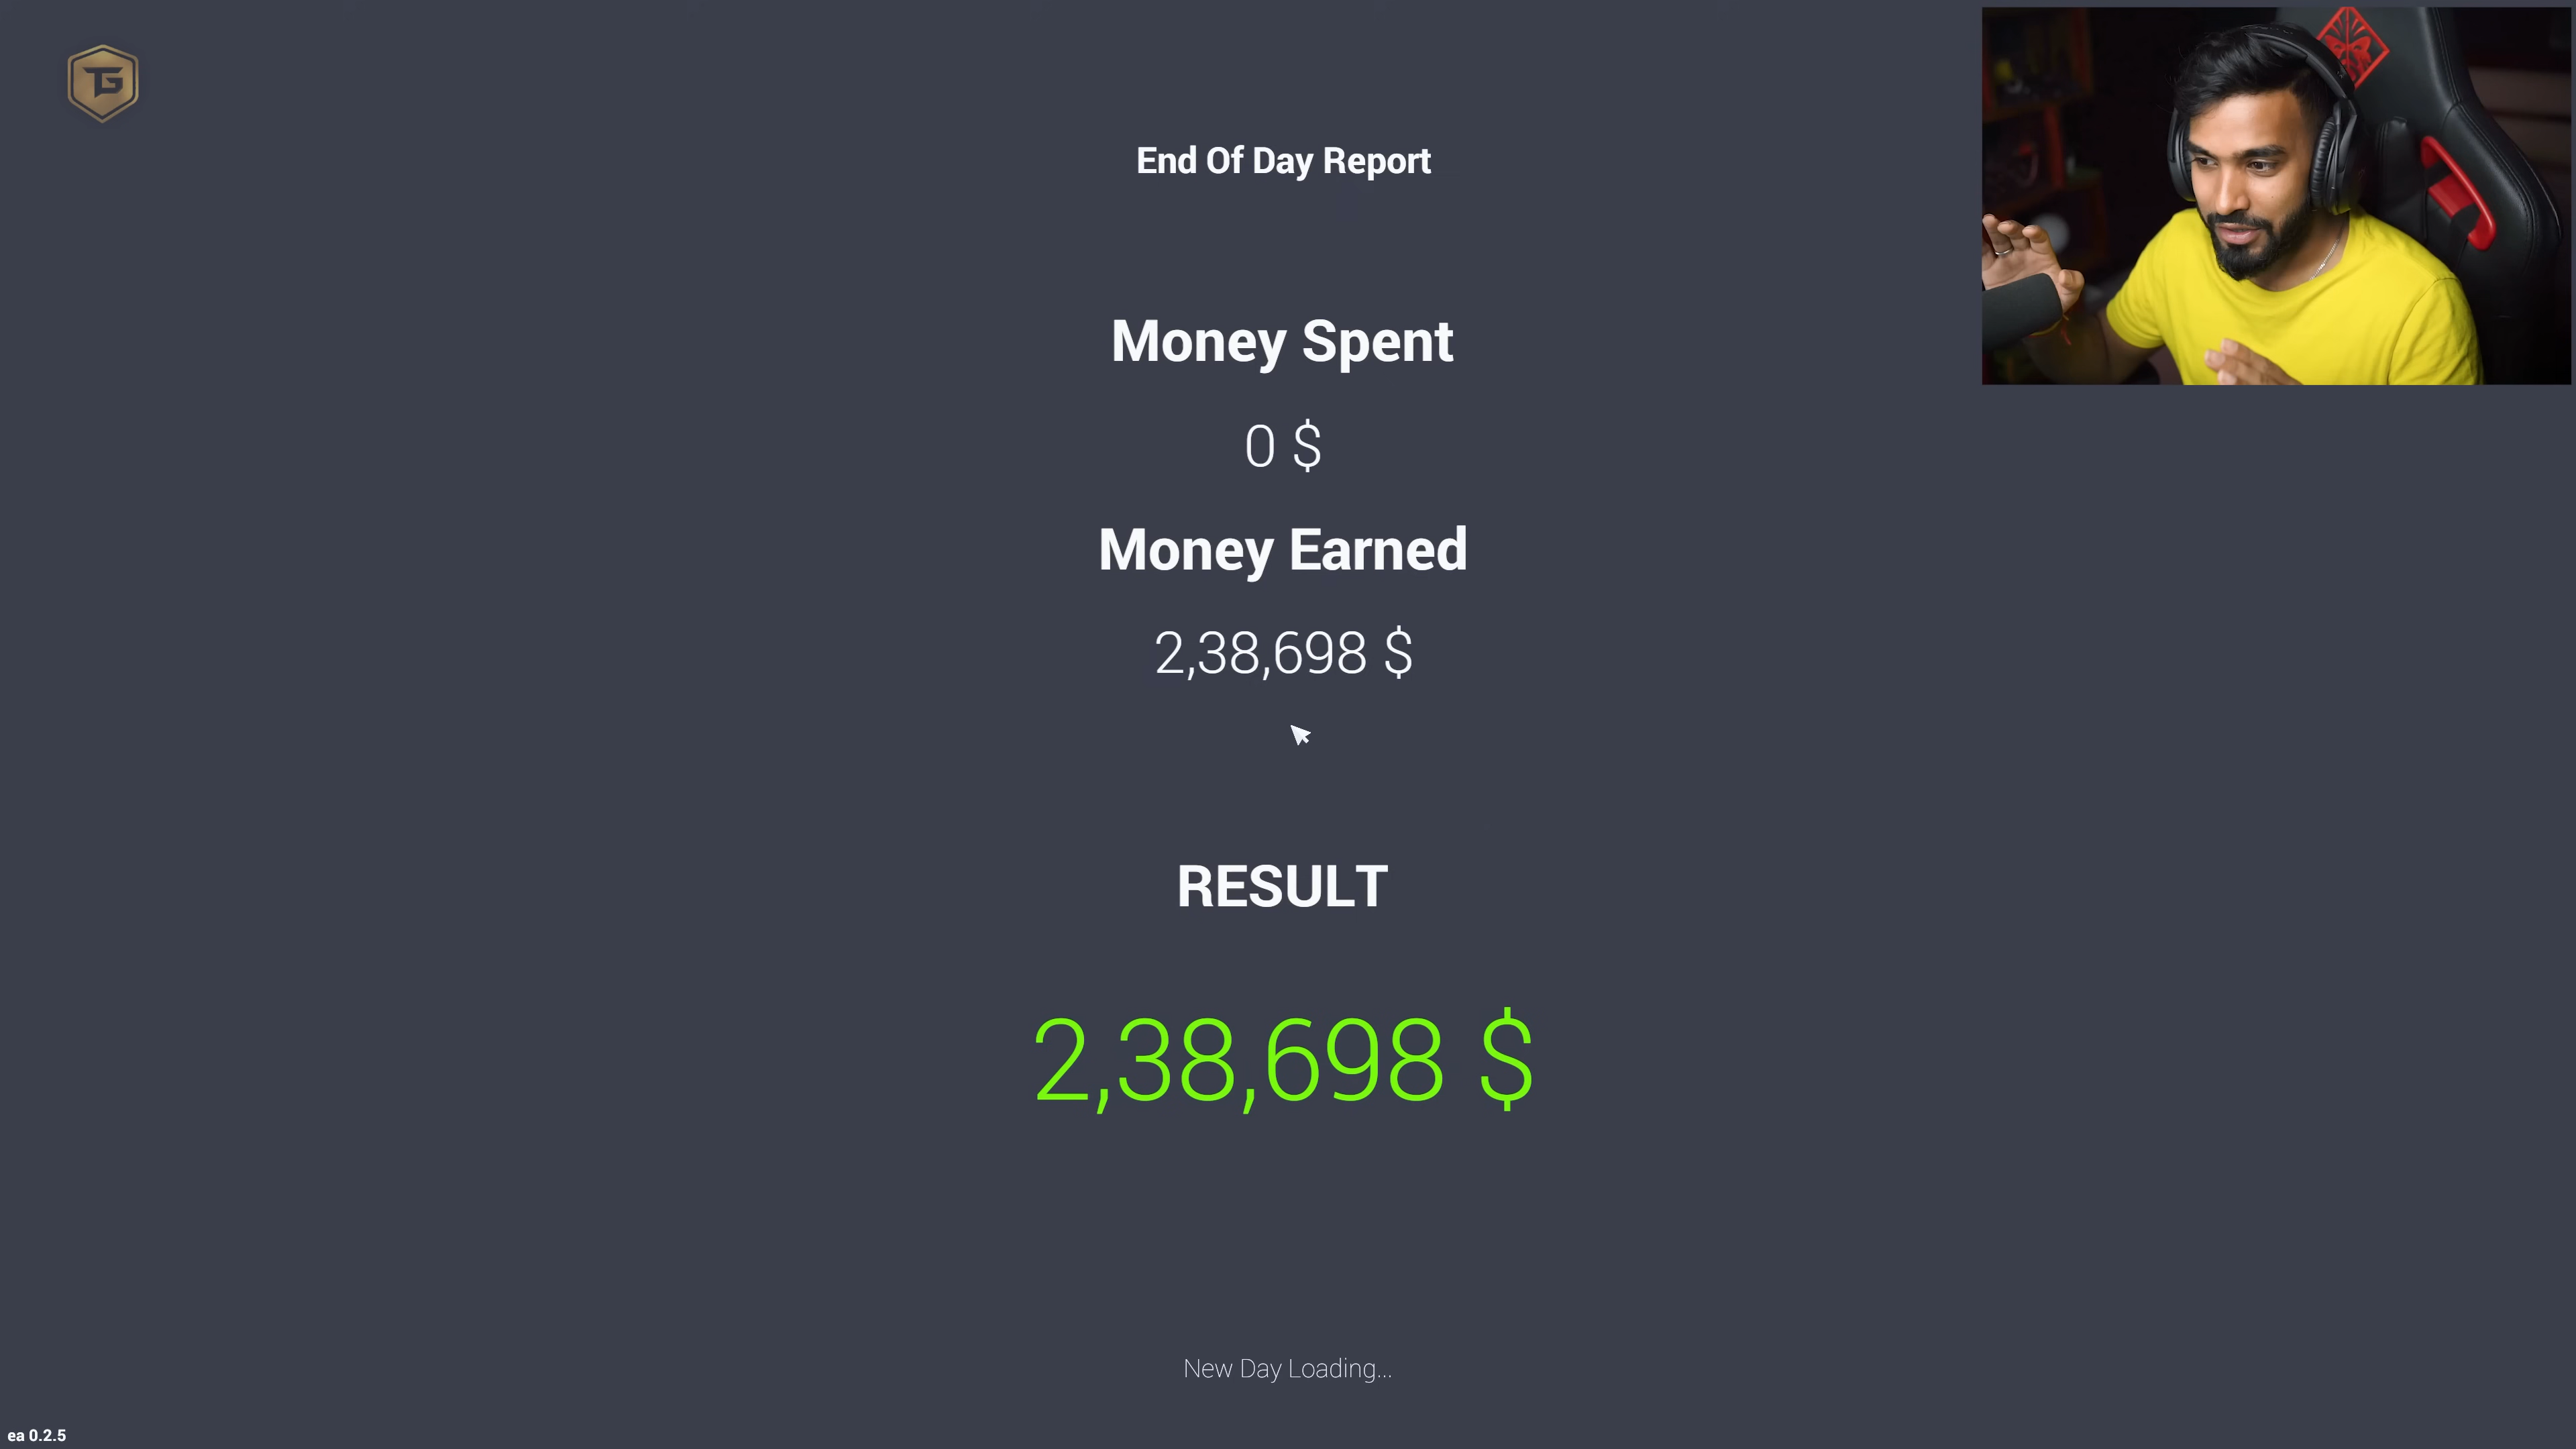 TG
End Of Day Report
Money Spent
0 $
Money Earned
2,38,698 $
RESULT
2,38,698 $
New Day Loading...
ea 0.2.5